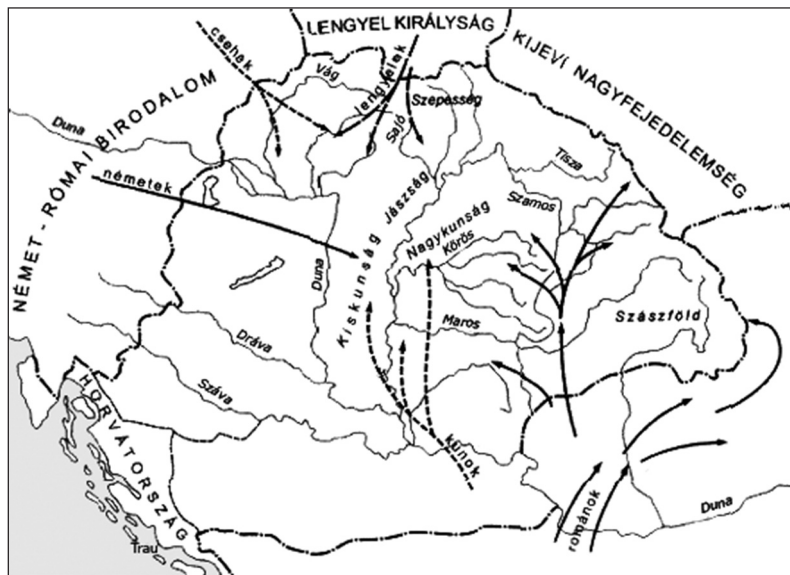 LENGYEL KIRÁLYSÁG
KIJEVI NAGYFEJEDELEMSÉG
NÉMET - RÓMAI BIRODALOM
csehek
lengyelek
Vág
Szepesség
Sajó
Duna
németek
Tisza
Jászság
Szamos
Nagykunság
Körös
Kiskunság
Duna
Maros
Szászföld
Dráva
Száva
HORVÁTORSZÁG
kunok
románok
Duna
Trau